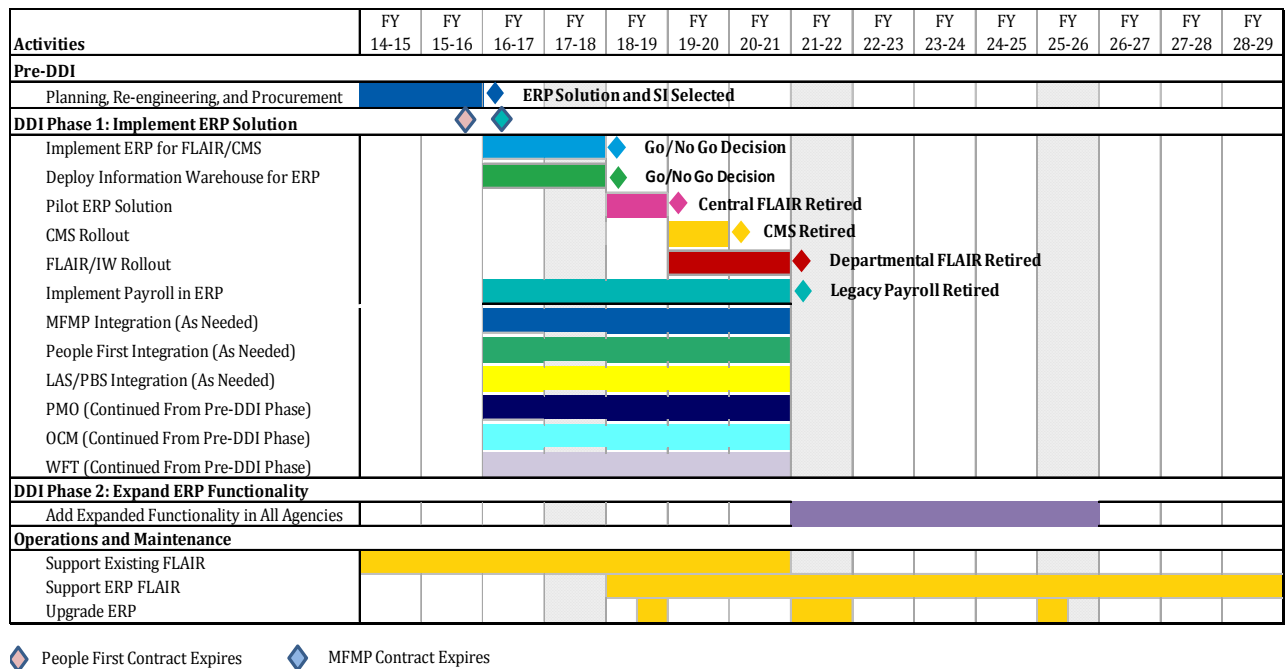 FY FY FY FY FY FY FY FY FY FY FY FY FY FY FY
Activities 14-15 15-16 16-17 17-18 18-19 19-20 20-21 21-22 22-23 23-24 24-25 25-26 26-27 27-28 28-29
Pre-DDI
Planning, Re-engineering, and Procurement ERP Solution and SI Selected
DDI Phase 1: Implement ERP Solution
Implement ERP for FLAIR/CMS Go/No Go Decision
Deploy Information Warehouse for ERP Go/No Go Decision
Pilot ERP Solution Central FLAIR Retired
CMS Rollout CMS Retired
FLAIR/IW Rollout Departmental FLAIR Retired
Implement Payroll in ERP Legacy Payroll Retired
MFMP Integration (As Needed)
People First Integration (As Needed)
LAS/PBS Integration (As Needed)
PMO (Continued From Pre-DDI Phase)
OCM (Continued From Pre-DDI Phase)
WFT (Continued From Pre-DDI Phase)
DDI Phase 2: Expand ERP Functionality
Add Expanded Functionality in All Agencies
Operations and Maintenance
Support Existing FLAIR
Support ERP FLAIR
Upgrade ERP
People First Contract Expires MFMP Contract Expires